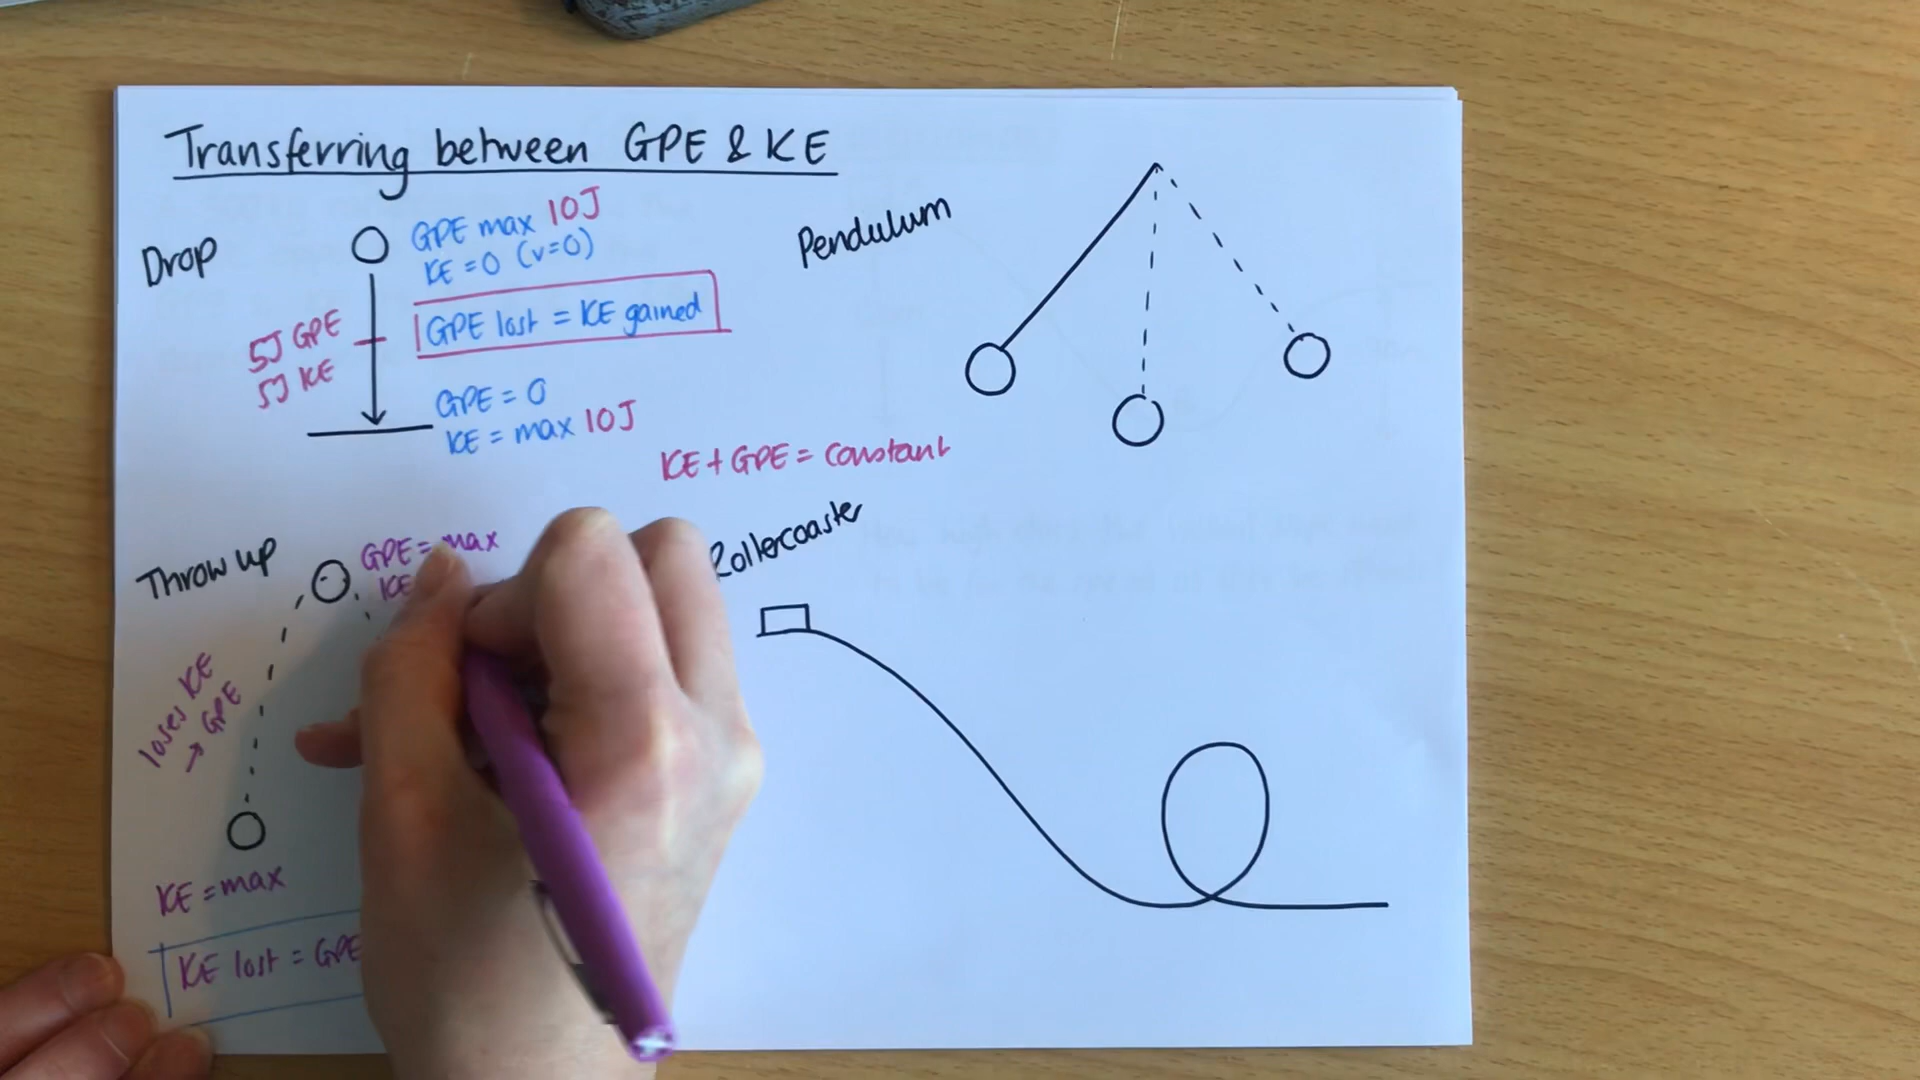 Transferring between GPE & KE
Drop
GPE max 10J
KE = 0 (v=0)
GPE lost = KE gained
5J GPE
5J KE
GPE = 0
KE = max 10J
Pendulum
KE + GPE = constant
Throw up
GPE = max
KE
loses KE
→ GPE
KE = max
KE lost = GPE
Rollercoaster